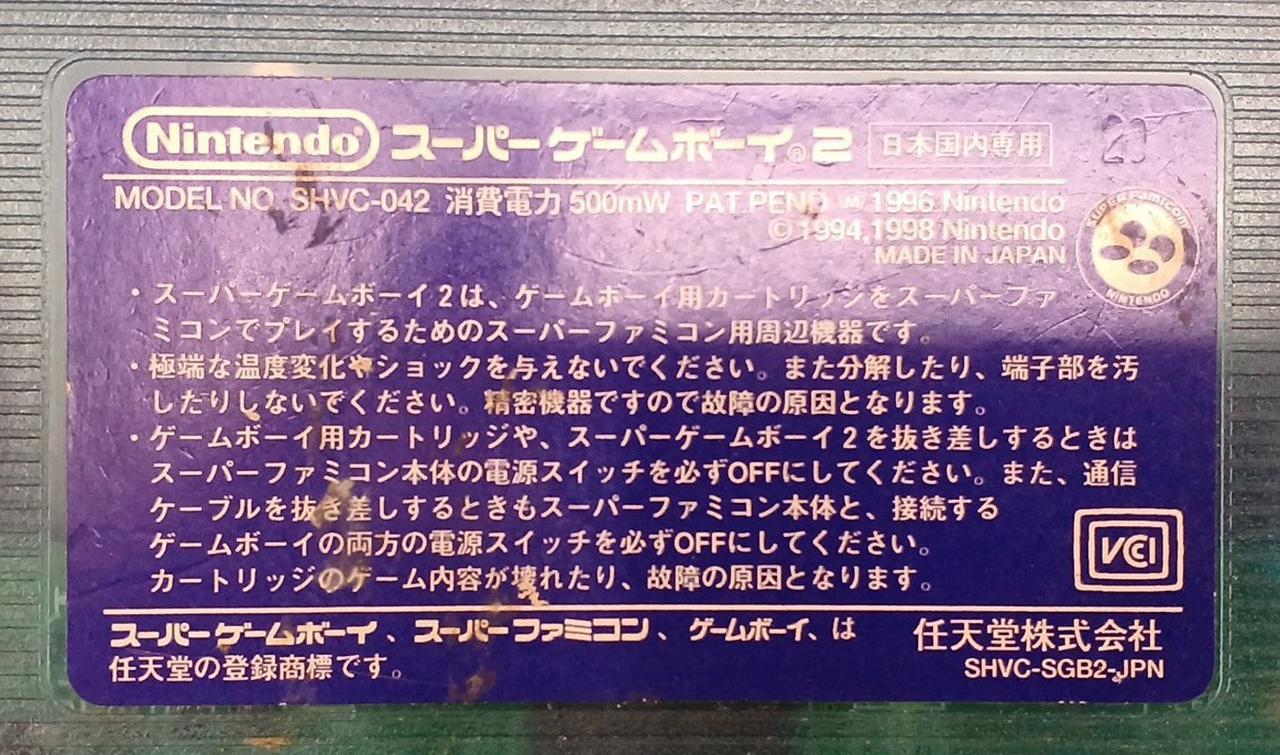 Nintendo® スーパーゲームボーイ®2 日本国内専用
23
MODEL NO. SHVC-042 消費電力 500mW PAT.PEND Ⓜ 1996 Nintendo
© 1994,1998 Nintendo
MADE IN JAPAN
SUPER Famicom
NINTENDO
・スーパーゲームボーイ2は、ゲームボーイ用カートリッジをスーパーファ
ミコンでプレイするためのスーパーファミコン用周辺機器です。
・極端な温度変化やショックを与えないでください。また分解したり、端子部を汚
したりしないでください。精密機器ですので故障の原因となります。
・ゲームボーイ用カートリッジや、スーパーゲームボーイ2を抜き差しするときは
スーパーファミコン本体の電源スイッチを必ずOFFにしてください。また、通信
ケーブルを抜き差しするときもスーパーファミコン本体と、接続する
ゲームボーイの両方の電源スイッチを必ずOFFにしてください。
カートリッジのゲーム内容が壊れたり、故障の原因となります。
VCCI
スーパーゲームボーイ、スーパーファミコン、ゲームボーイ、は
任天堂の登録商標です。
任天堂株式会社
SHVC-SGB2-JPN